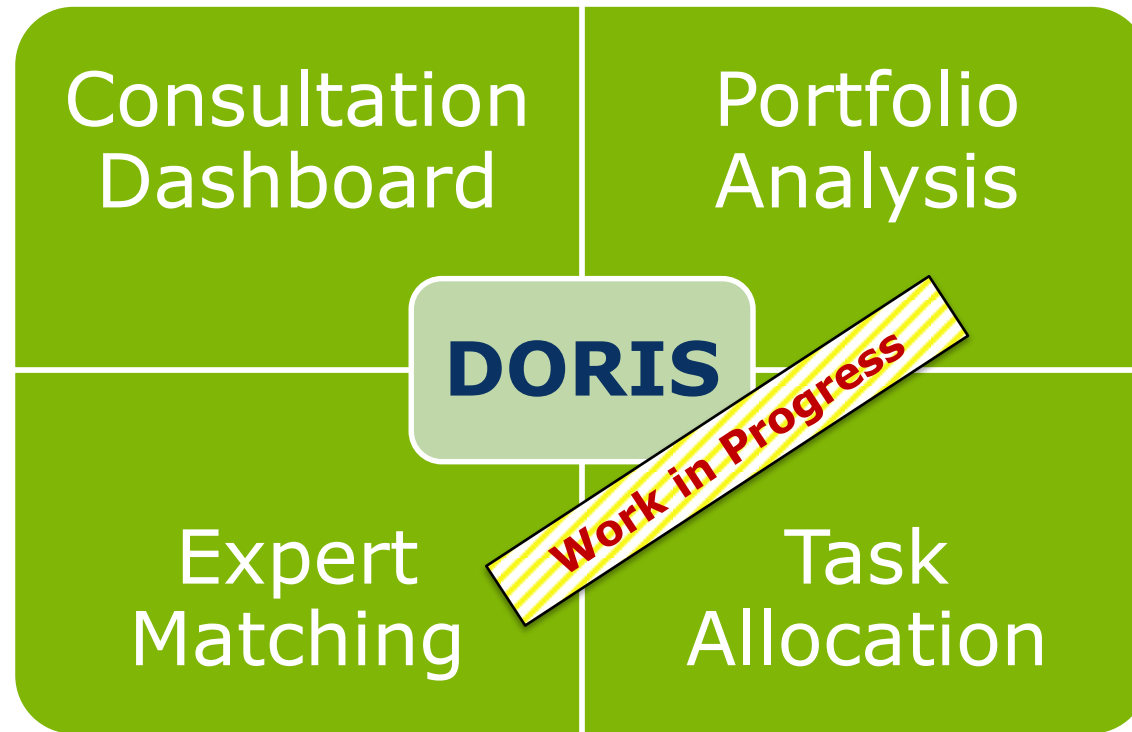 Consultation
Dashboard
Portfolio
Analysis
DORIS
Work in Progress
Expert
Matching
Task
Allocation